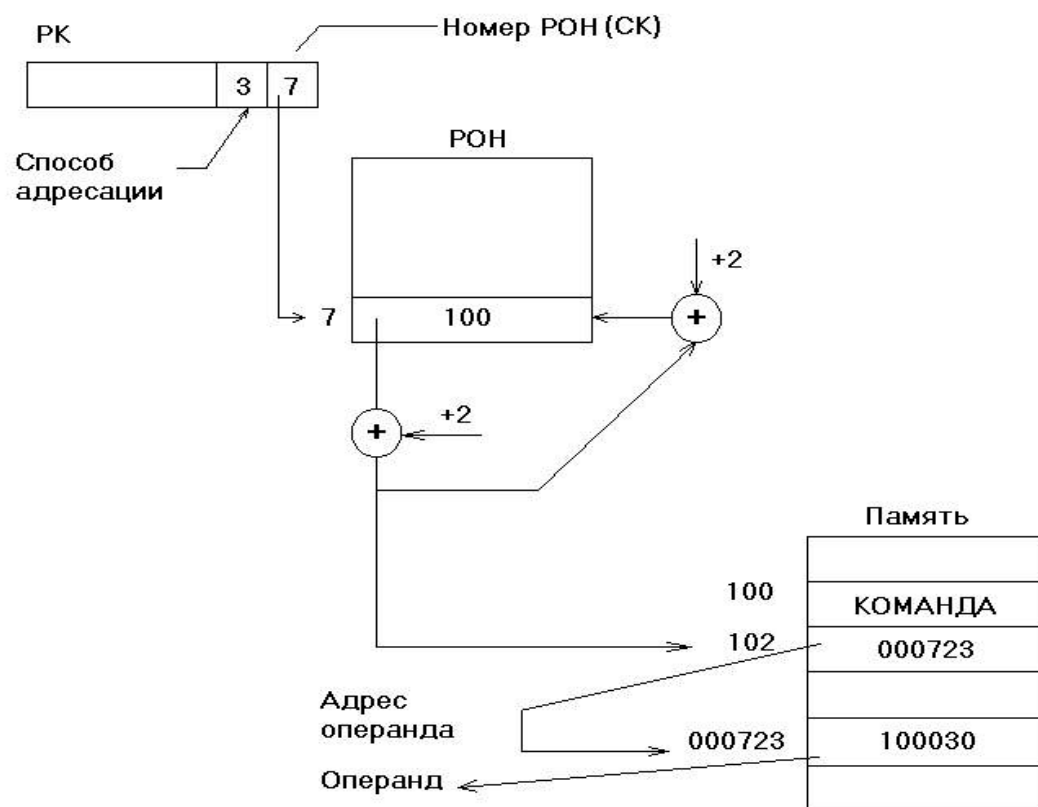 РК
Номер РОН (СК)
3 7
Способ
адресации
РОН
+2
7 100 +
+ +2
Память
100 КОМАНДА
102 000723
Адрес
операнда
000723 100030
Операнд